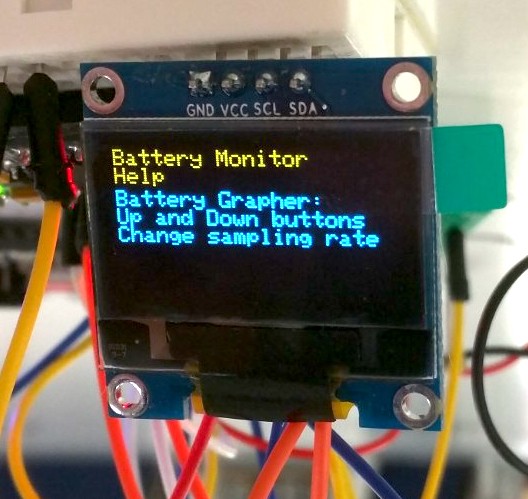 GND VCC SCL SDA
Battery Monitor
Help
Battery Grapher:
Up and Down buttons
Change sampling rate